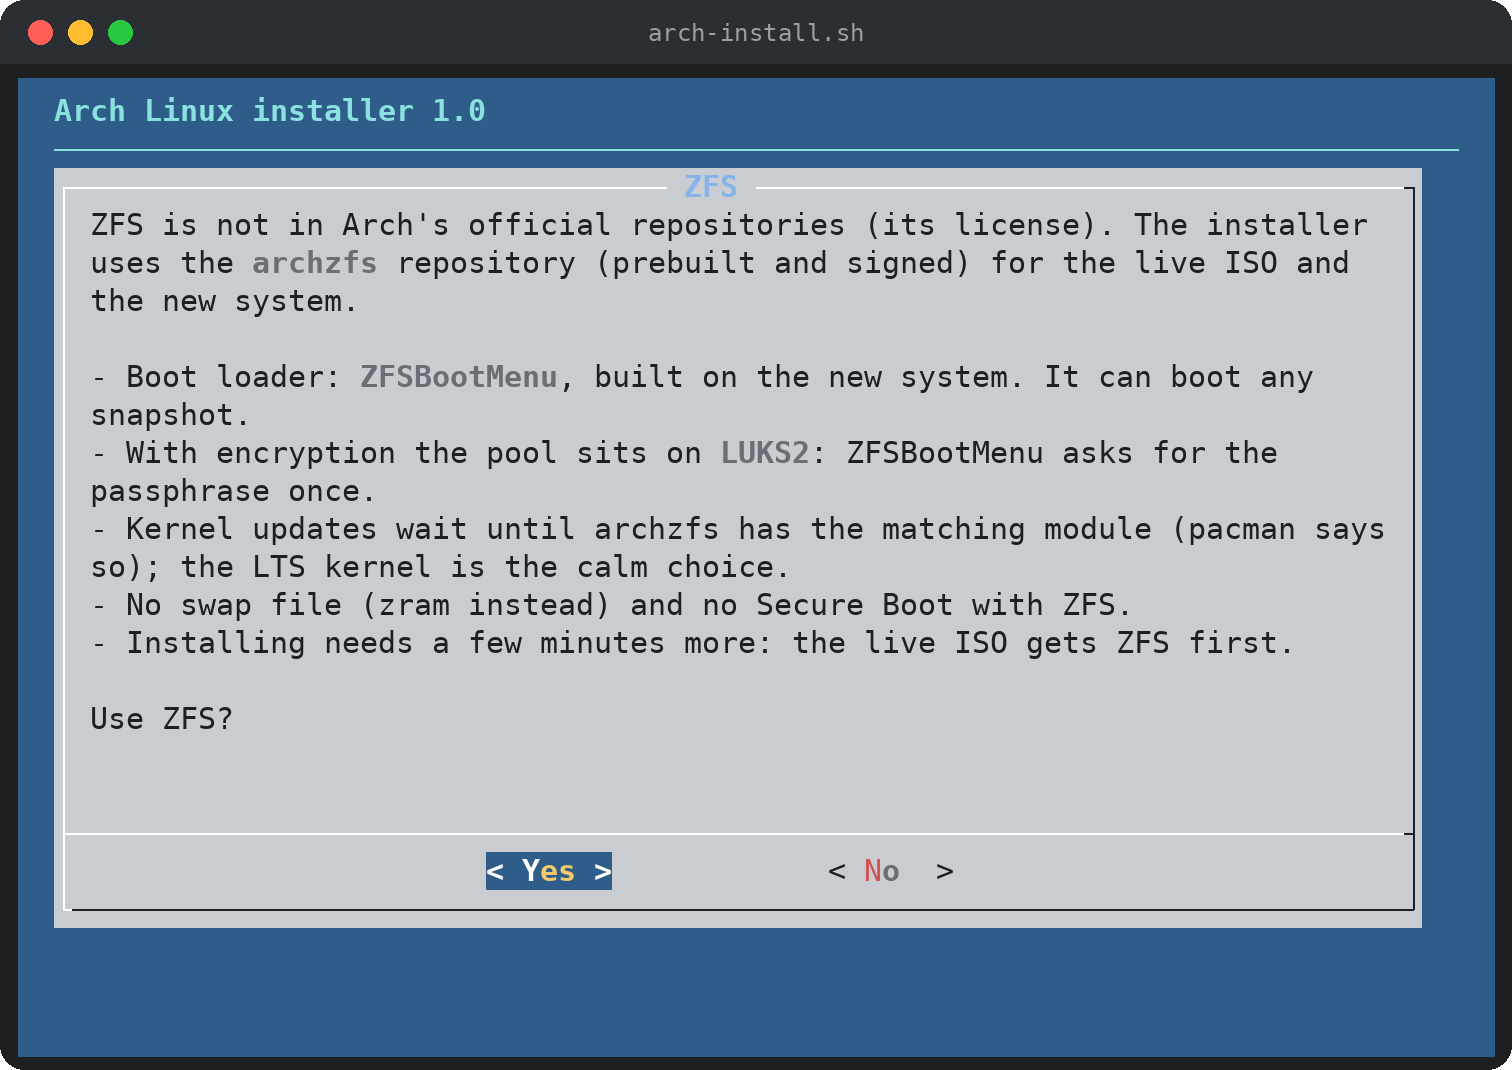 arch-install.sh
Arch Linux installer 1.0
ZFS
ZFS is not in Arch's official repositories (its license). The installer
uses the archzfs repository (prebuilt and signed) for the live ISO and
the new system.
- Boot loader: ZFSBootMenu, built on the new system. It can boot any
snapshot.
- With encryption the pool sits on LUKS2: ZFSBootMenu asks for the
passphrase once.
- Kernel updates wait until archzfs has the matching module (pacman says
so); the LTS kernel is the calm choice.
- No swap file (zram instead) and no Secure Boot with ZFS.
- Installing needs a few minutes more: the live ISO gets ZFS first.
Use ZFS?
< Yes > < No >